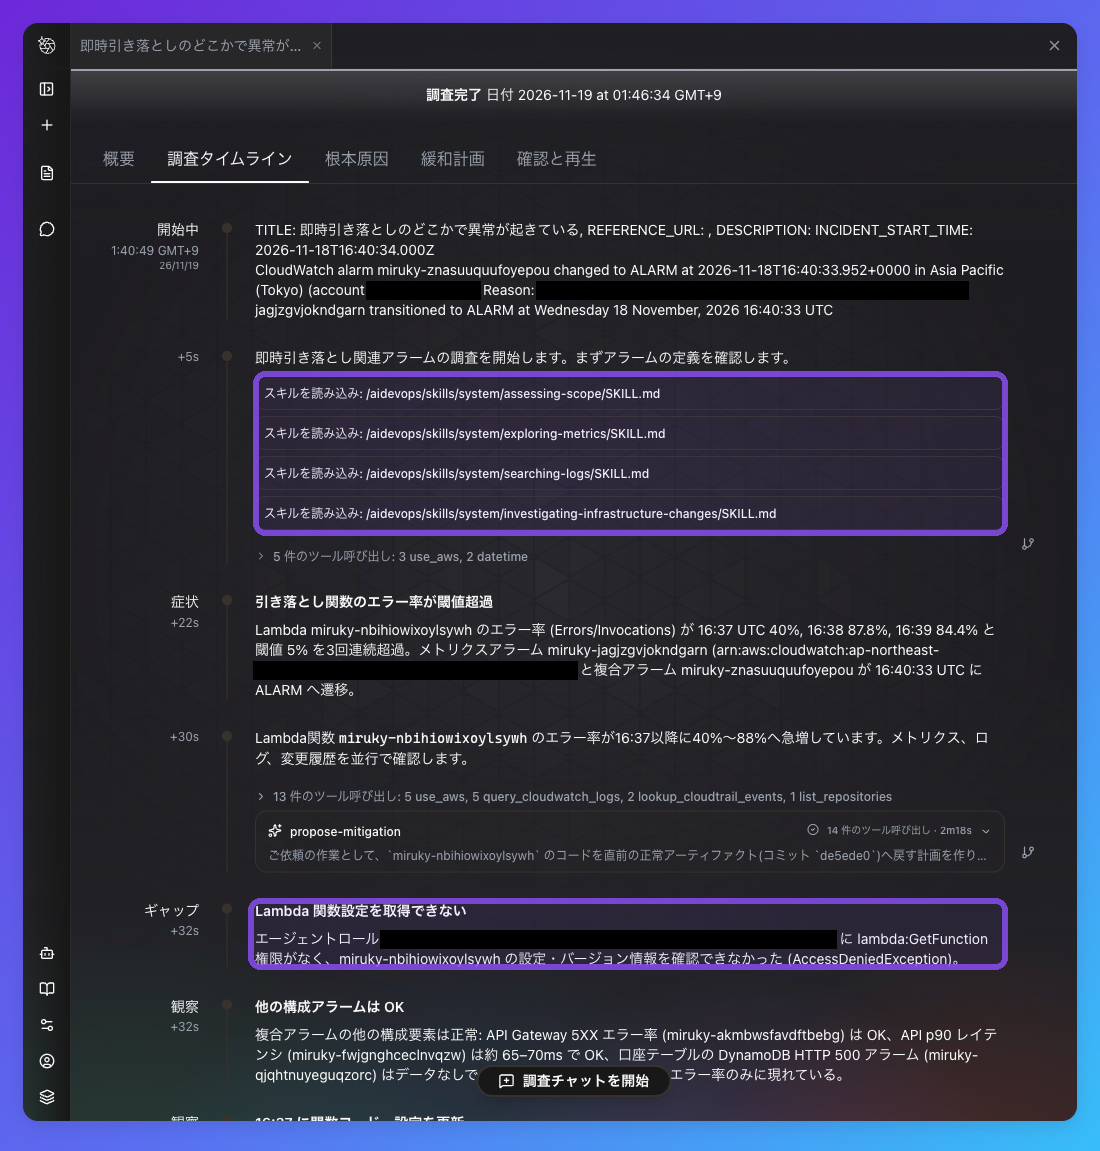 即時引き落としのどこかで異常が...
調査完了 日付 2026-11-19 at 01:46:34 GMT+9
概要
調査タイムライン
根本原因
緩和計画
確認と再生
開始中
1:40:49 GMT+9
26/11/19
TITLE: 即時引き落としのどこかで異常が起きている, REFERENCE_URL: , DESCRIPTION: INCIDENT_START_TIME:
2026-11-18T16:40:34.000Z
CloudWatch alarm miruky-znasuuquufoyepou changed to ALARM at 2026-11-18T16:40:33.952+0000 in Asia Pacific
(Tokyo) (account Reason:
jagjzgvjokndgarn transitioned to ALARM at Wednesday 18 November, 2026 16:40:33 UTC
+5s
即時引き落とし関連アラームの調査を開始します。まずアラームの定義を確認します。
スキルを読み込み: /aidevops/skills/system/assessing-scope/SKILL.md
スキルを読み込み: /aidevops/skills/system/exploring-metrics/SKILL.md
スキルを読み込み: /aidevops/skills/system/searching-logs/SKILL.md
スキルを読み込み: /aidevops/skills/system/investigating-infrastructure-changes/SKILL.md
5 件のツール呼び出し: 3 use_aws, 2 datetime
症状
+22s
引き落とし関数のエラー率が閾値超過
Lambda miruky-nbihiowixoylsywh のエラー率 (Errors/Invocations) が 16:37 UTC 40%, 16:38 87.8%, 16:39 84.4% と
閾値 5% を3回連続超過。メトリクスアラーム miruky-jagjzgvjokndgarn (arn:aws:cloudwatch:ap-northeast-
と複合アラーム miruky-znasuuquufoyepou が 16:40:33 UTC に
ALARM へ遷移。
+30s
Lambda関数 miruky-nbihiowixoylsywh のエラー率が16:37以降に40%〜88%へ急増しています。メトリクス、ロ
グ、変更履歴を並行で確認します。
13 件のツール呼び出し: 5 use_aws, 5 query_cloudwatch_logs, 2 lookup_cloudtrail_events, 1 list_repositories
propose-mitigation
14 件のツール呼び出し · 2m18s
ご依頼の作業として、`miruky-nbihiowixoylsywh` のコードを直前の正常アーティファクト(コミット `de5ede0`)へ戻す計画を作り...
ギャップ
+32s
Lambda 関数設定を取得できない
エージェントロール に lambda:GetFunction
権限がなく、miruky-nbihiowixoylsywh の設定・バージョン情報を確認できなかった (AccessDeniedException)。
観察
+32s
他の構成アラームは OK
複合アラームの他の構成要素は正常: API Gateway 5XX エラー率 (miruky-akmbwsfavdftbebg) は OK、API p90 レイテ
ンシ (miruky-fwjgnghceclnvqzw) は約 65–70ms で OK、口座テーブルの DynamoDB HTTP 500 アラーム (miruky-
qjqhtnuyeguqzorc) はデータなしで エラー率のみに現れている。
調査チャットを開始
観察
16:37 に関数コード・設定を更新